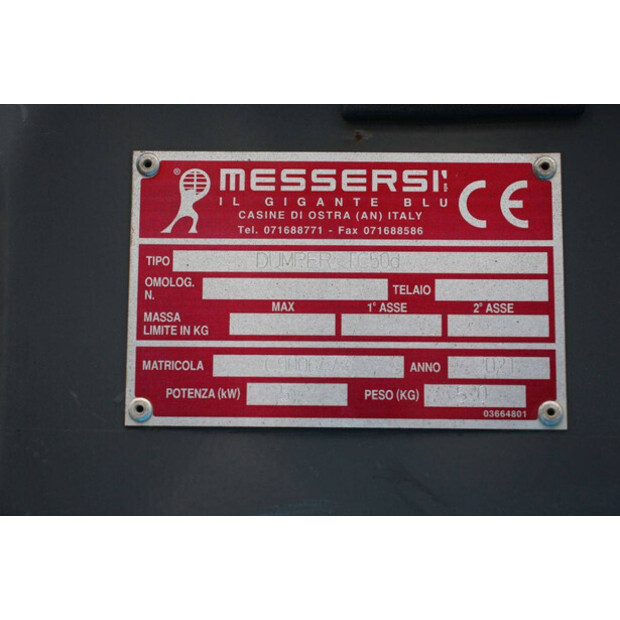 ® MESSERSI'
IL GIGANTE BLU
CASINE DI OSTRA (AN) ITALY
Tel. 071688771 - Fax 071688586
CE
TIPO DUMPER TC50d
OMOLOG. N. TELAIO
MAX 1° ASSE 2° ASSE
MASSA LIMITE IN KG
MATRICOLA ANNO
POTENZA (kW) PESO (KG)
03664801